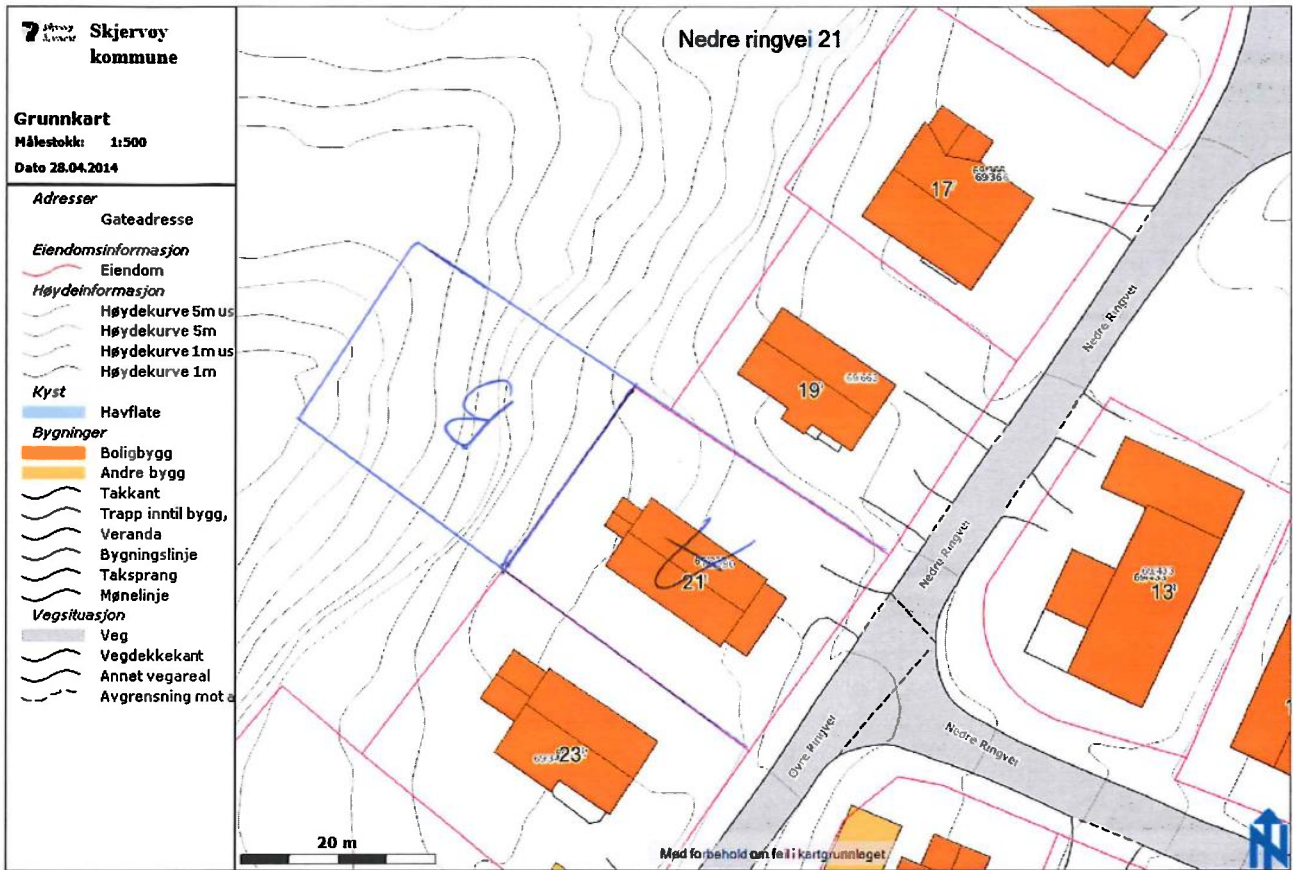 Skjervøy
kommune
Grunnkart
Målestokk: 1:500
Dato 28.04.2014
Adresser
Gateadresse
Eiendomsinformasjon
Eiendom
Høydeinformasjon
Høydekurve 5m us
Høydekurve 5m
Høydekurve 1m us
Høydekurve 1m
Kyst
Havflate
Bygninger
Boligbygg
Andre bygg
Takkant
Trapp inntil bygg,
Veranda
Bygningslinje
Taksprang
Mønelinje
Vegsituasjon
Veg
Vegdekkekant
Annet vegareal
Avgrensning mot a
Nedre ringvei 21
17
Nedre Ringvei
19
69/663
Nedre Ringvei
13
21
23
Øvre Ringvei
Nedre Ringvei
20 m
Med forbehold om feil i kartgrunnlaget
N